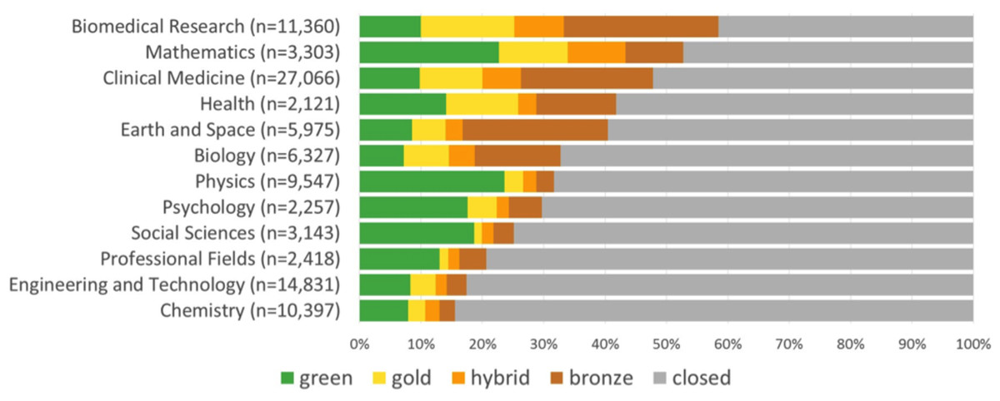 Biomedical Research (n=11,360)
Mathematics (n=3,303)
Clinical Medicine (n=27,066)
Health (n=2,121)
Earth and Space (n=5,975)
Biology (n=6,327)
Physics (n=9,547)
Psychology (n=2,257)
Social Sciences (n=3,143)
Professional Fields (n=2,418)
Engineering and Technology (n=14,831)
Chemistry (n=10,397)
0% 10% 20% 30% 40% 50% 60% 70% 80% 90% 100%
green gold hybrid bronze closed